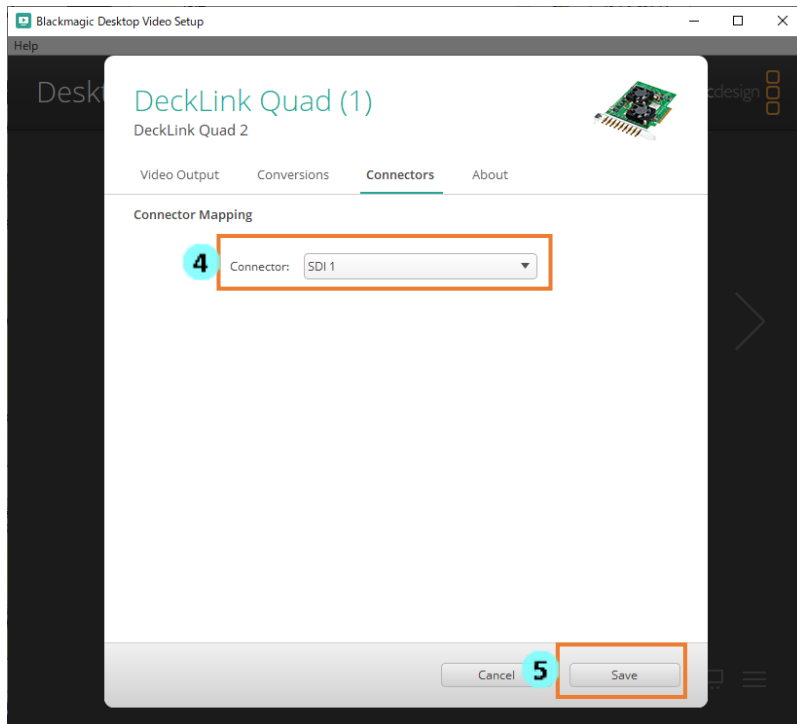 Blackmagic Desktop Video Setup
Help
Deskt
cdesign
DeckLink Quad (1)
DeckLink Quad 2
Video Output Conversions Connectors About
Connector Mapping
4 Connector: SDI 1
Cancel 5 Save